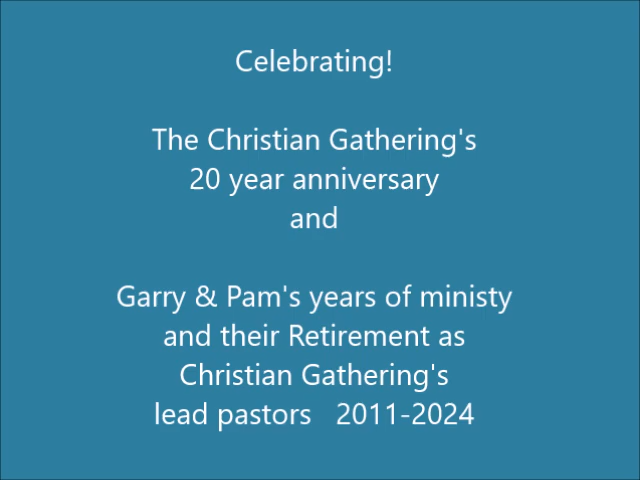 Celebrating!
The Christian Gathering's
20 year anniversary
and
Garry & Pam's years of ministy
and their Retirement as
Christian Gathering's
lead pastors   2011-2024